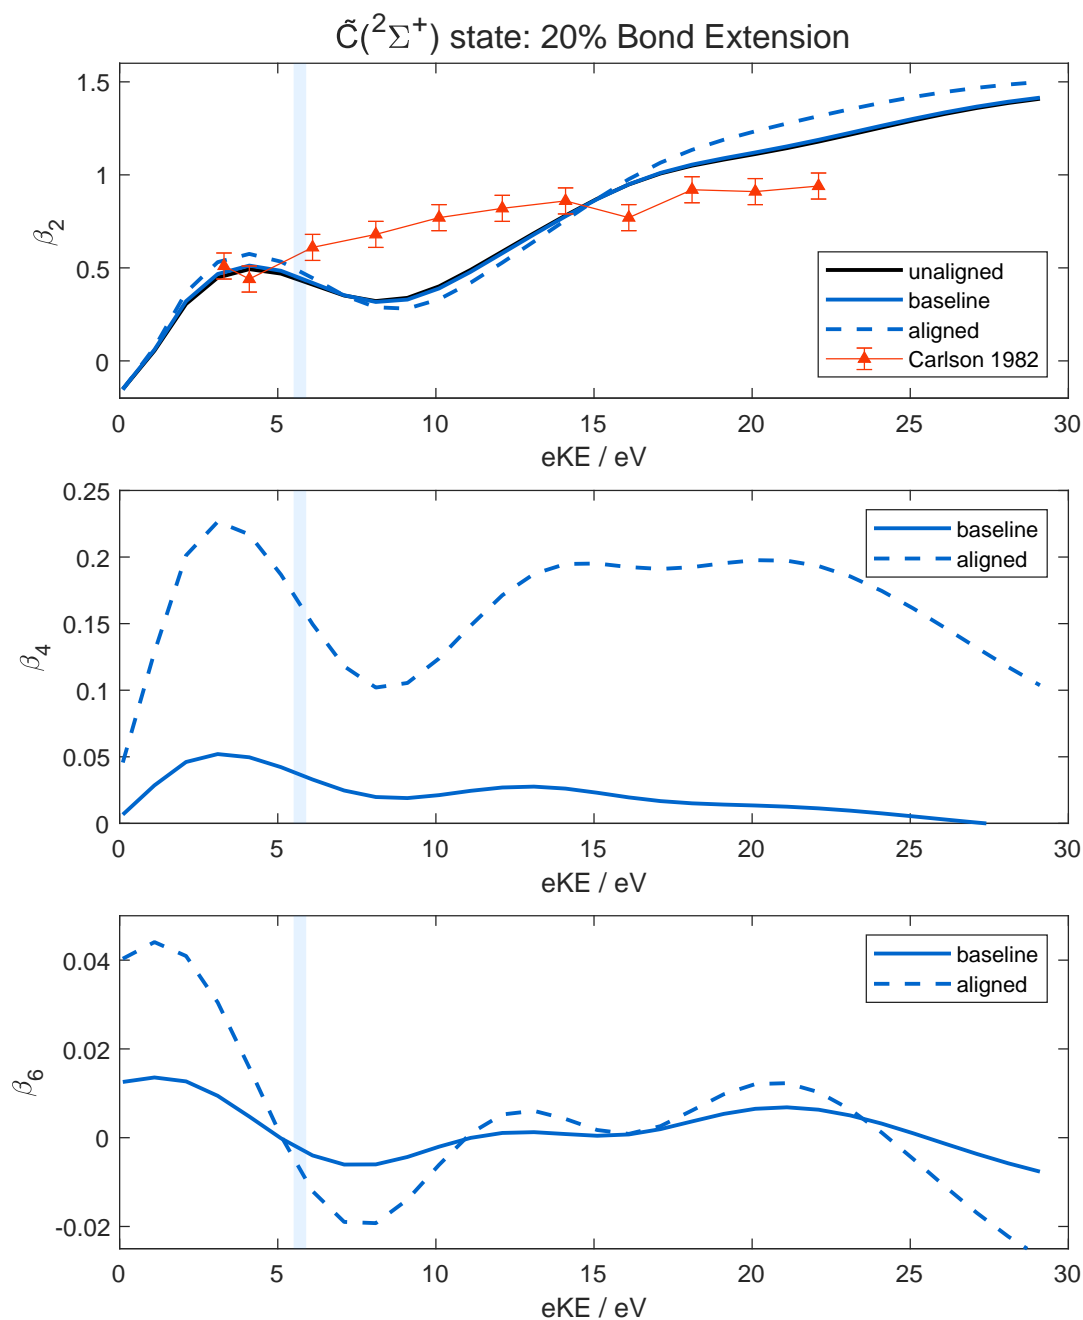 C̃(²Σ⁺) state: 20% Bond Extension
β₂
1.5
1
0.5
0
unaligned
baseline
aligned
Carlson 1982
0 5 10 15 20 25 30
eKE / eV
β₄
0.25
0.2
0.15
0.1
0.05
0
baseline
aligned
0 5 10 15 20 25 30
eKE / eV
β₆
0.04
0.02
0
-0.02
baseline
aligned
0 5 10 15 20 25 30
eKE / eV